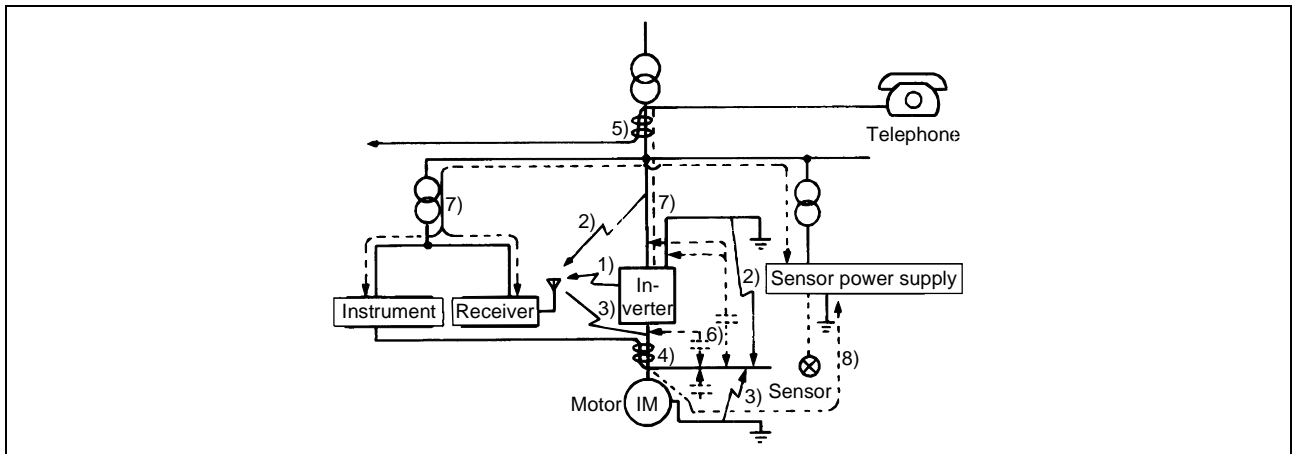 Telephone
5)
7)
7)
2)
1)
2)
In-
verter
Sensor power supply
Instrument
Receiver
3)
6)
4)
8)
Sensor
3)
Motor
IM